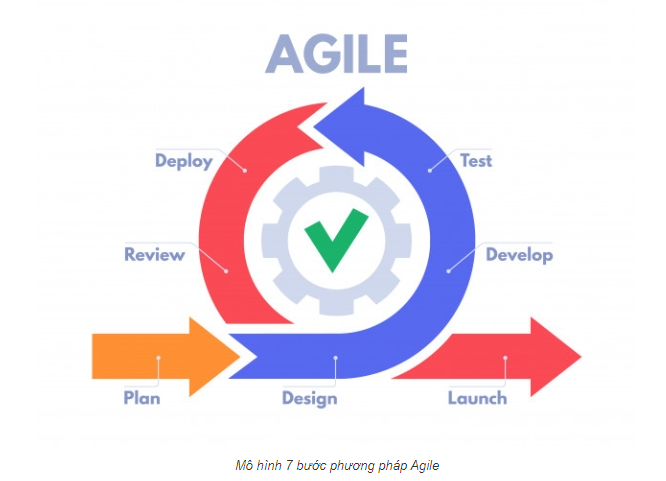 AGILE
Deploy
Test
Review
Develop
Plan
Design
Launch
Mô hình 7 bước phương pháp Agile